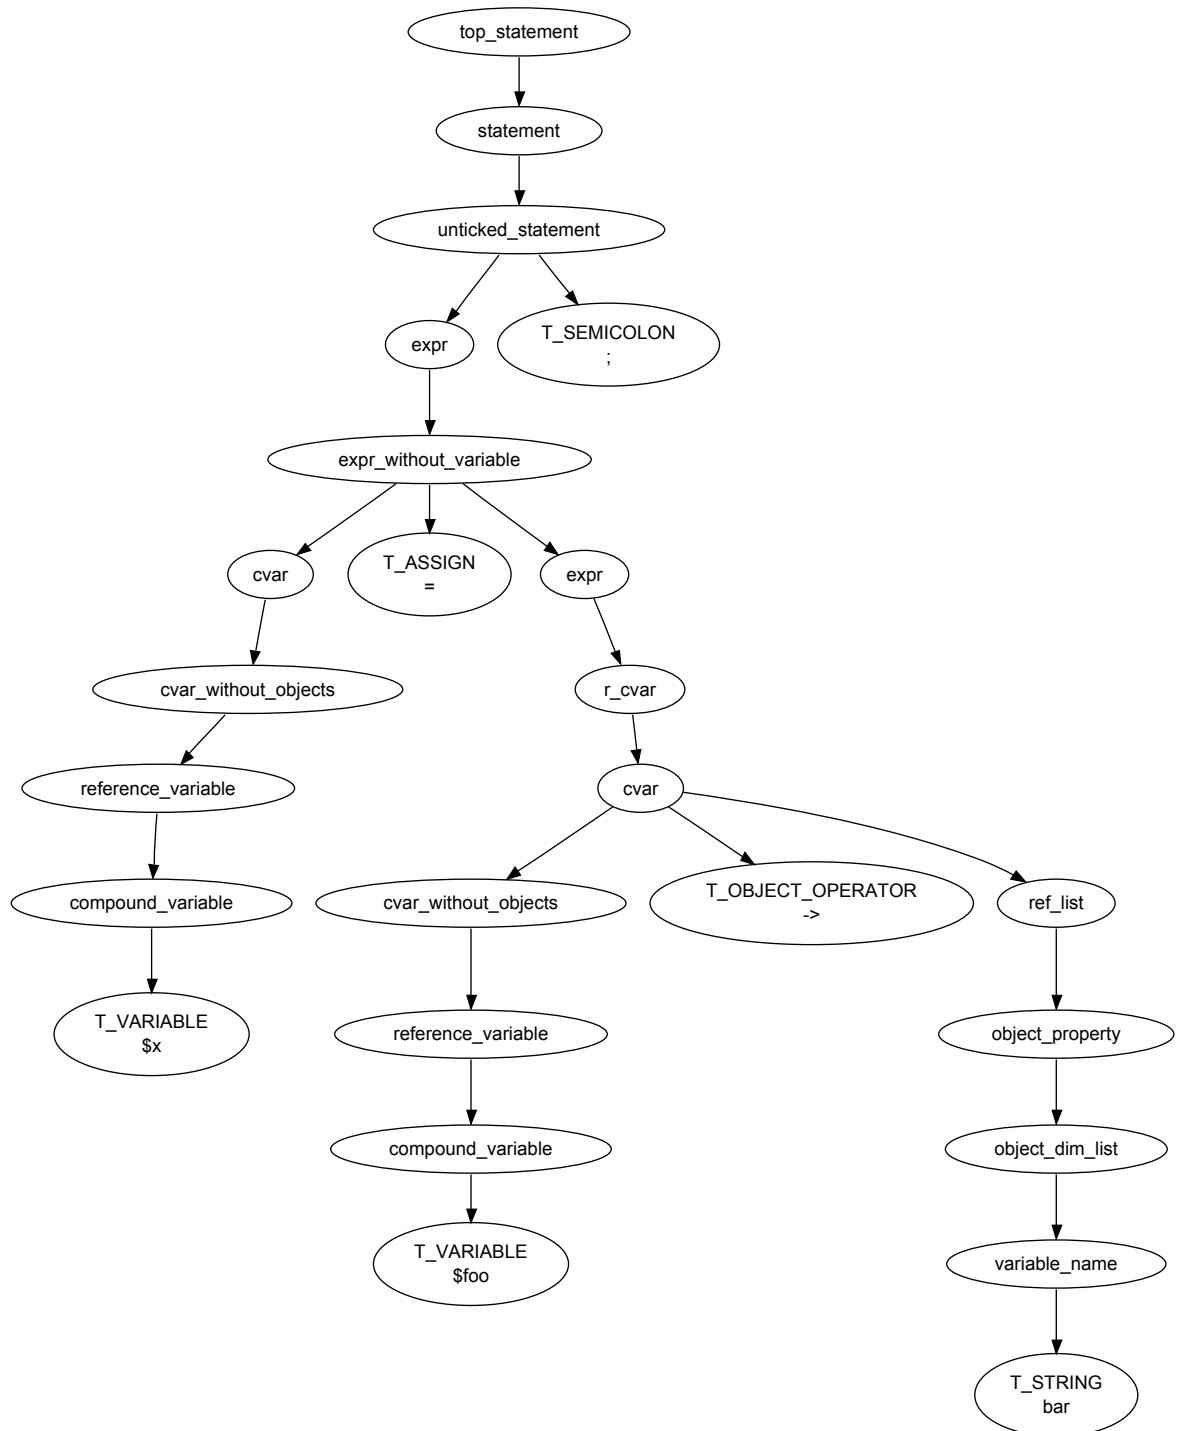 top_statement
statement
unticked_statement
expr
T_SEMICOLON
;
expr_without_variable
cvar
T_ASSIGN
=
expr
cvar_without_objects
r_cvar
reference_variable
cvar
compound_variable
cvar_without_objects
T_OBJECT_OPERATOR
->
ref_list
T_VARIABLE
$x
reference_variable
object_property
compound_variable
object_dim_list
T_VARIABLE
$foo
variable_name
T_STRING
bar